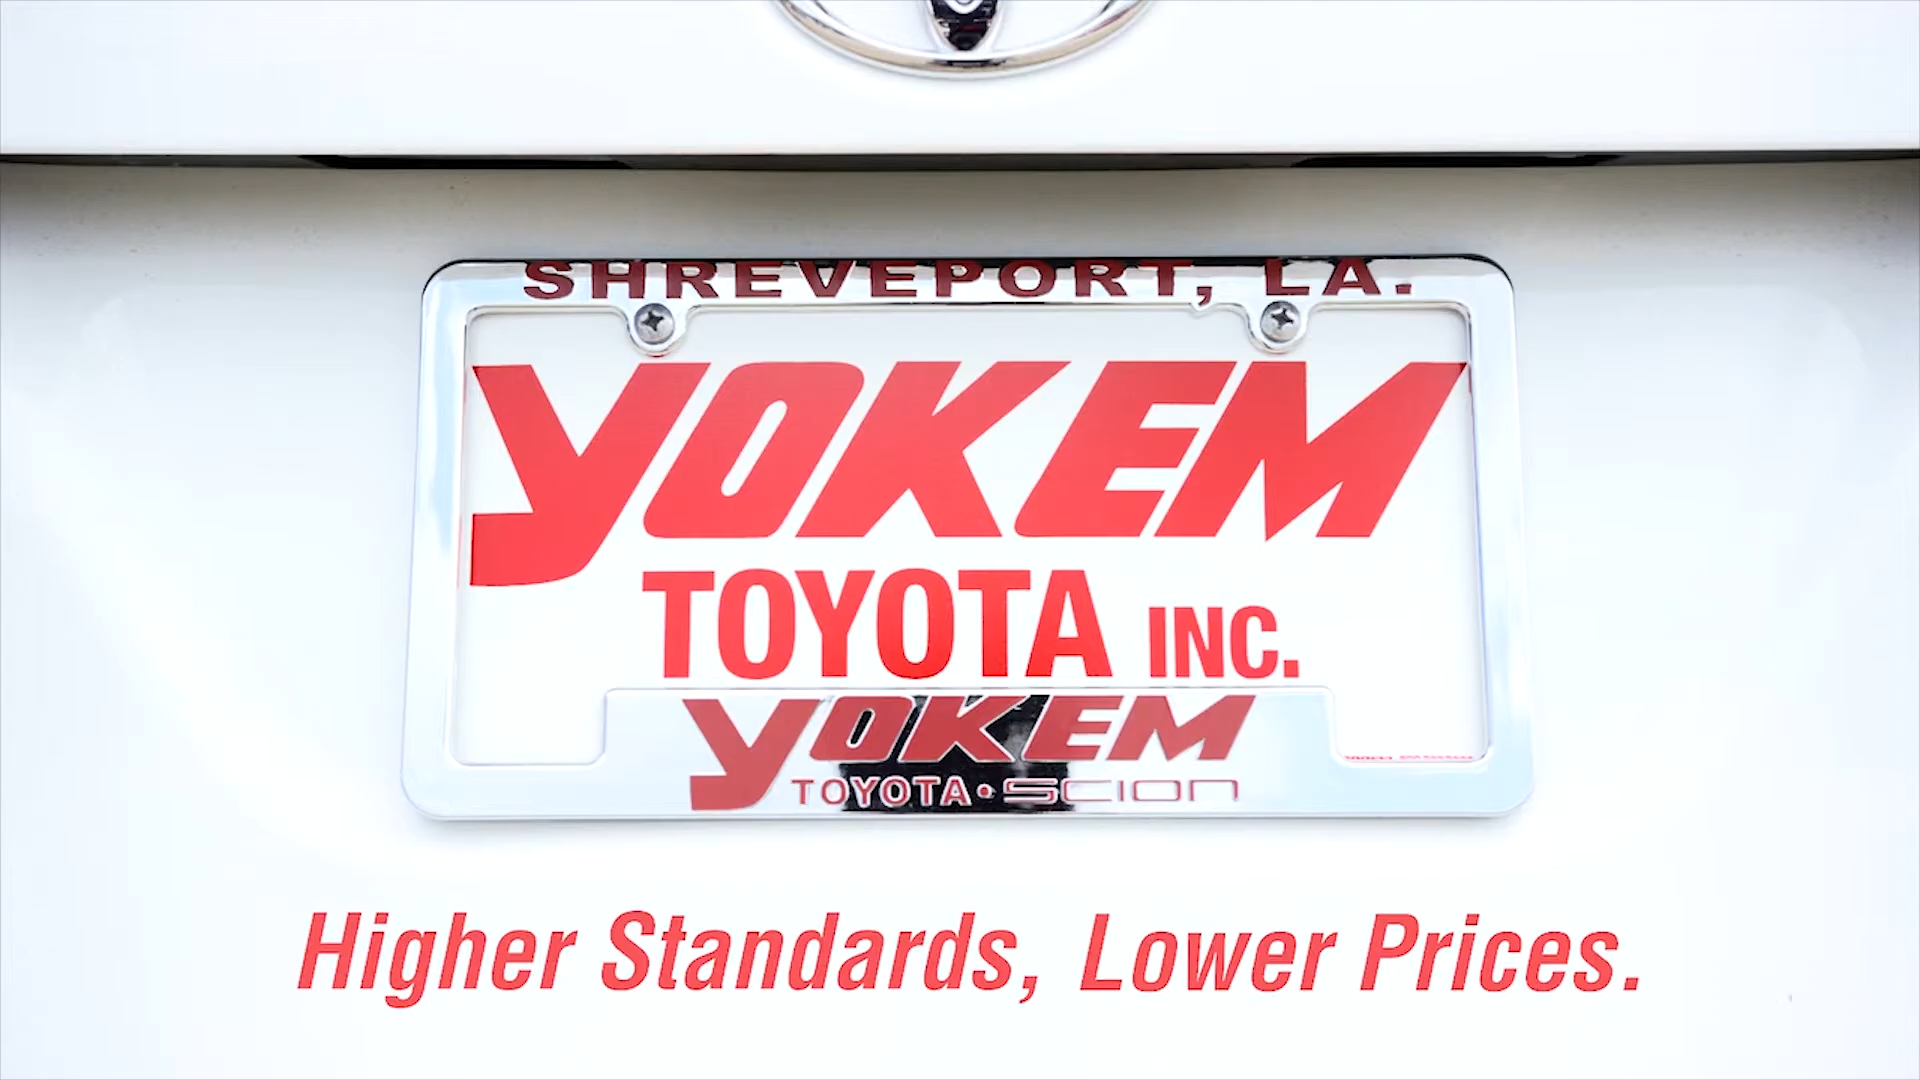 SHREVEPORT, LA.
YOKEM
TOYOTA INC.
YOKEM
TOYOTA • SCION
Higher Standards, Lower Prices.